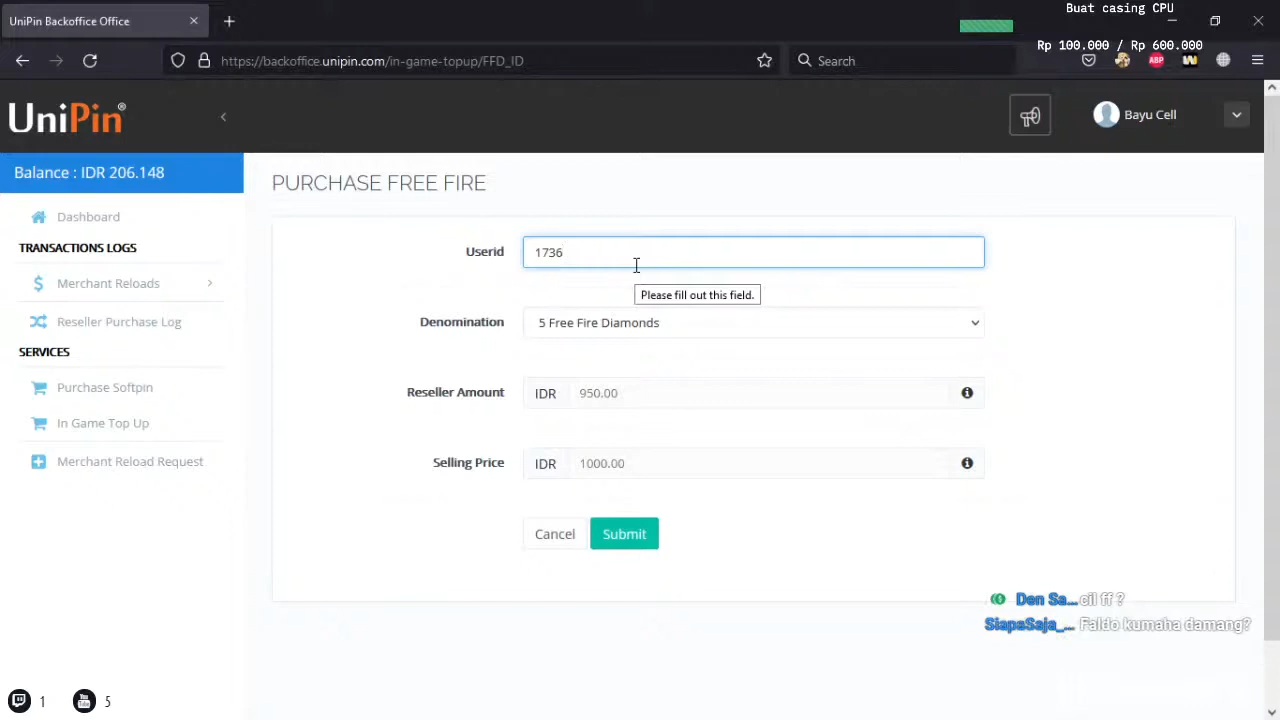 UniPin Backoffice Office
Buat casing CPU
Rp 100.000 / Rp 600.000
https://backoffice.unipin.com/in-game-topup/FFD_ID
Search
ABP
UniPin®
Bayu Cell
Balance : IDR 206.148
PURCHASE FREE FIRE
Dashboard
TRANSACTIONS LOGS
Merchant Reloads
Reseller Purchase Log
SERVICES
Purchase Softpin
In Game Top Up
Merchant Reload Request
Userid
1736
Please fill out this field.
Denomination
5 Free Fire Diamonds
Reseller Amount
IDR 950.00
Selling Price
IDR 1000.00
Cancel Submit
Den Sa... cil ff ?
SiapaSaja_... Faldo kumaha damang?
1 5